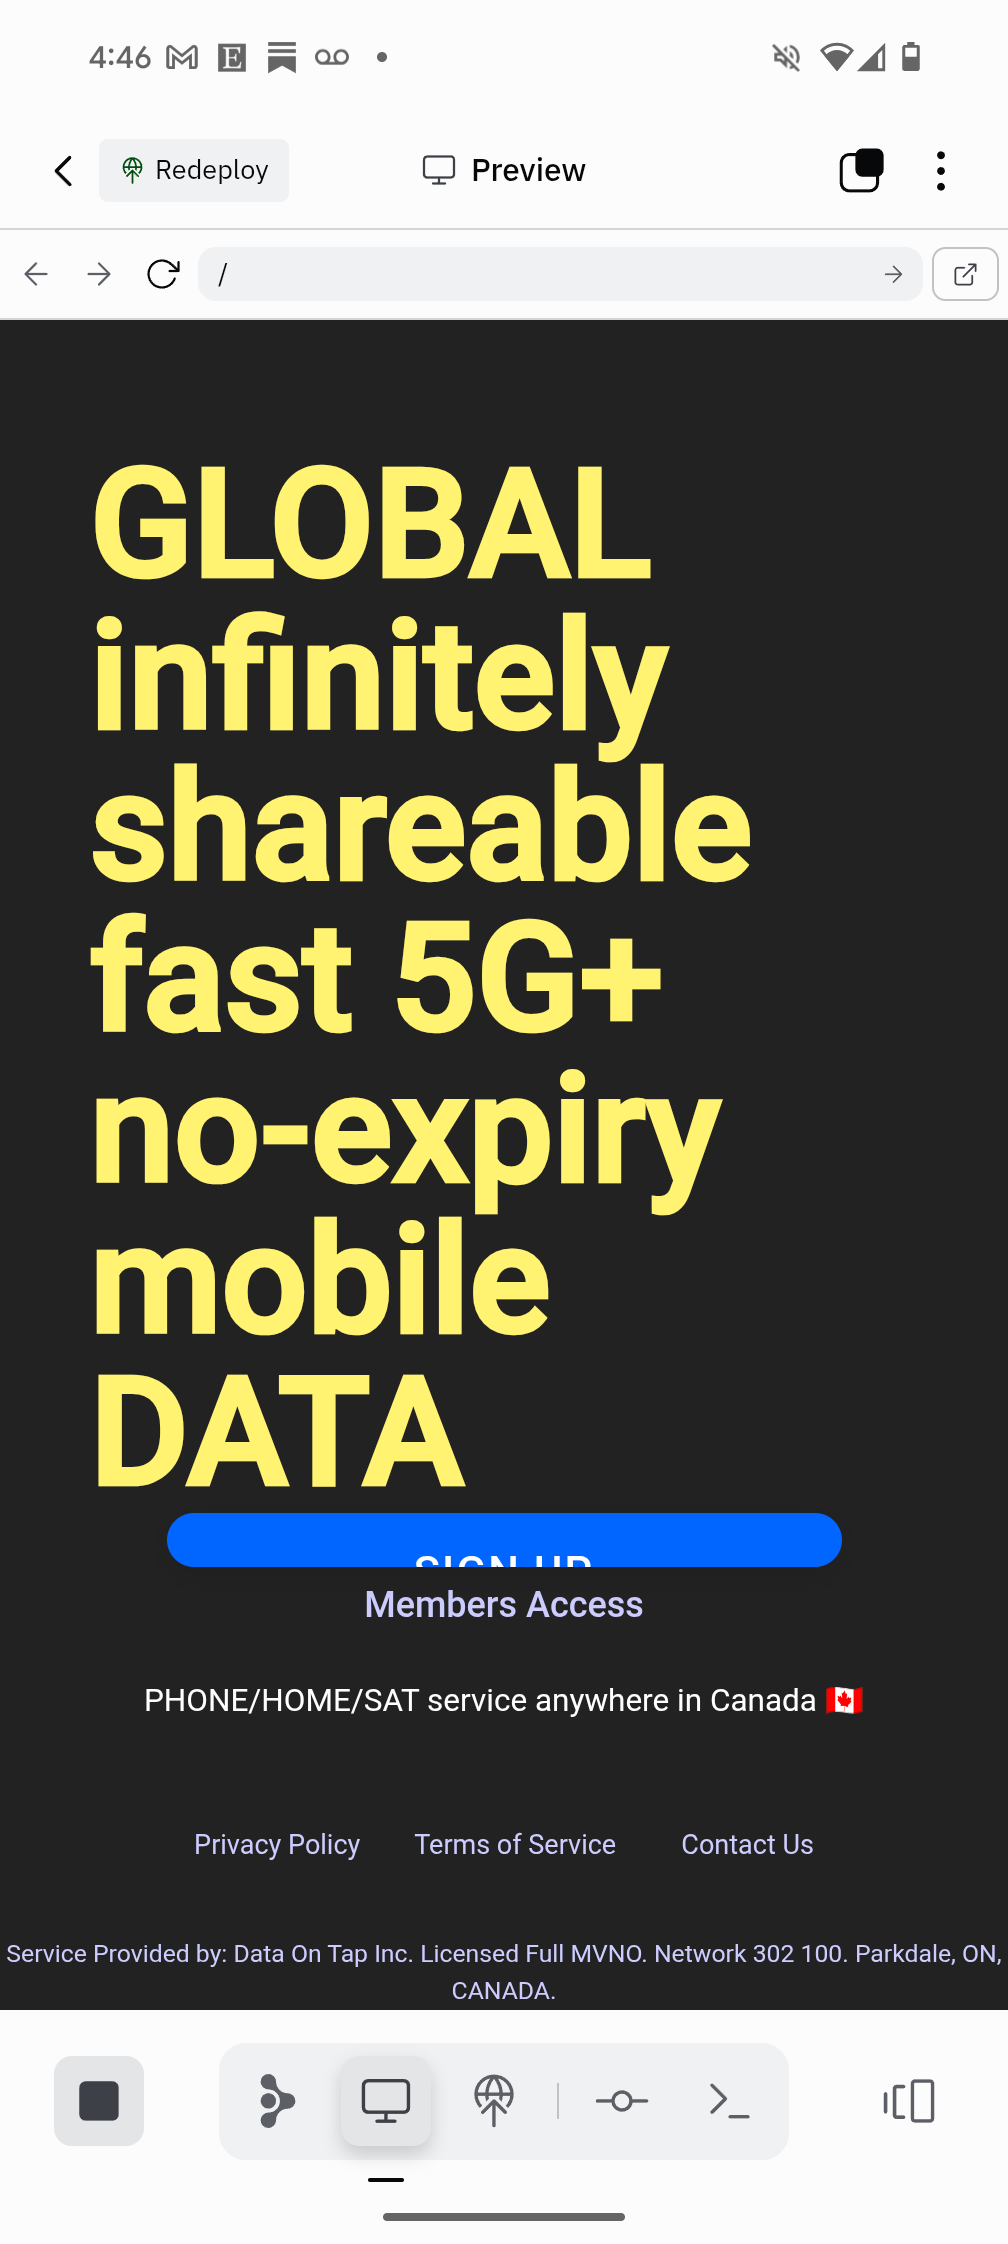 4:46
Redeploy
Preview
/
GLOBAL
infinitely
shareable
fast 5G+
no-expiry
mobile
DATA
SIGN UP
Members Access
PHONE/HOME/SAT service anywhere in Canada 🇨🇦
Privacy Policy Terms of Service Contact Us
Service Provided by: Data On Tap Inc. Licensed Full MVNO. Network 302 100. Parkdale, ON,
CANADA.